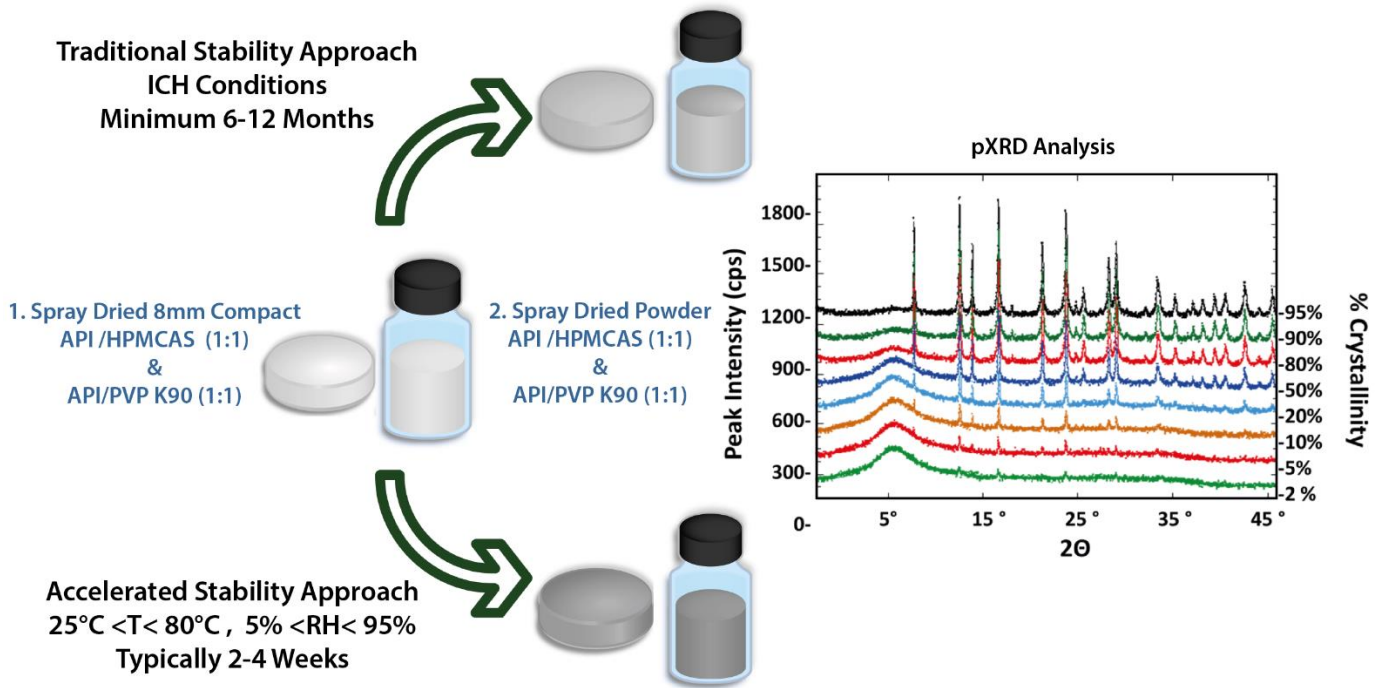 Traditional Stability Approach
ICH Conditions
Minimum 6-12 Months
1. Spray Dried 8mm Compact
API /HPMCAS (1:1)
&
API/PVP K90 (1:1)
2. Spray Dried Powder
API /HPMCAS (1:1)
&
API/PVP K90 (1:1)
Accelerated Stability Approach
25°C <T< 80°C , 5% <RH< 95%
Typically 2-4 Weeks
pXRD Analysis
Peak Intensity (cps)
1800-
1500-
1200-
900-
600-
300-
0-
5°
15 °
25 °
35 °
45 °
2Θ
-95%
-90%
-80%
-50%
-20%
-10%
-5%
-2 %
% Crystallinity